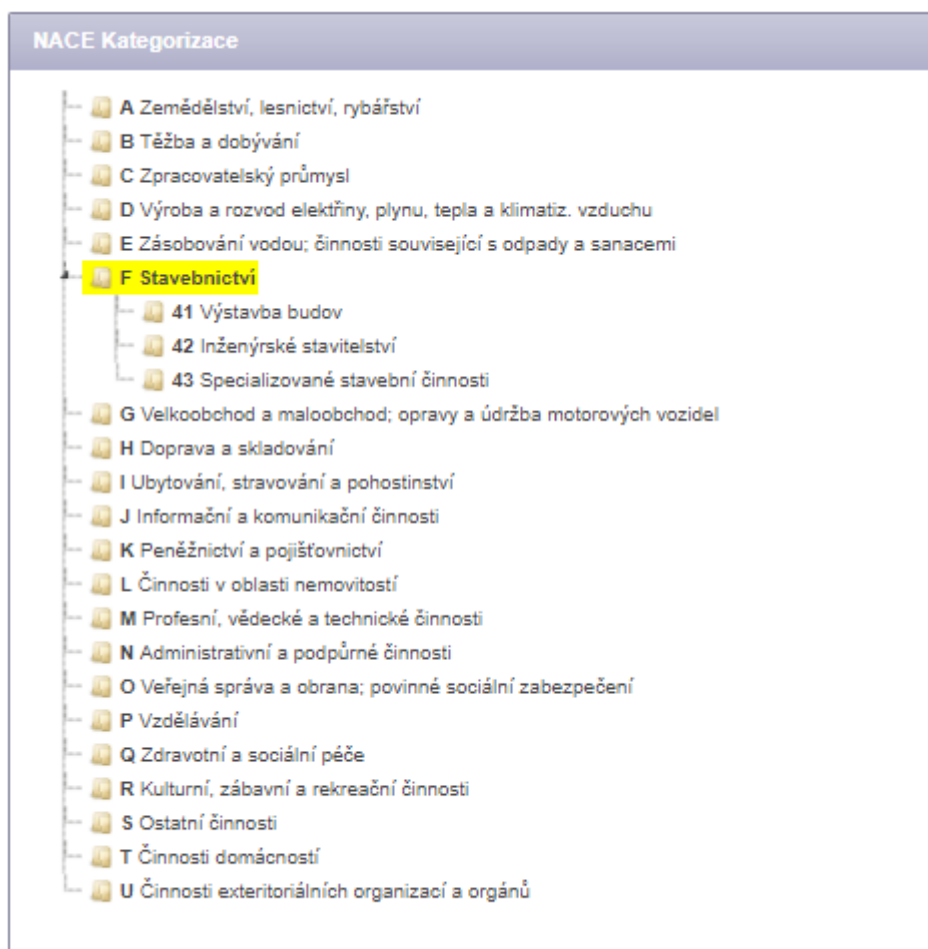 NACE Kategorizace
A Zemědělství, lesnictví, rybářství
B Těžba a dobývání
C Zpracovatelský průmysl
D Výroba a rozvod elektřiny, plynu, tepla a klimatiz. vzduchu
E Zásobování vodou; činnosti související s odpady a sanacemi
F Stavebnictví
41 Výstavba budov
42 Inženýrské stavitelství
43 Specializované stavební činnosti
G Velkoobchod a maloobchod; opravy a údržba motorových vozidel
H Doprava a skladování
I Ubytování, stravování a pohostinství
J Informační a komunikační činnosti
K Peněžnictví a pojišťovnictví
L Činnosti v oblasti nemovitostí
M Profesní, vědecké a technické činnosti
N Administrativní a podpůrné činnosti
O Veřejná správa a obrana; povinné sociální zabezpečení
P Vzdělávání
Q Zdravotní a sociální péče
R Kulturní, zábavní a rekreační činnosti
S Ostatní činnosti
T Činnosti domácností
U Činnosti exteritoriálních organizací a orgánů